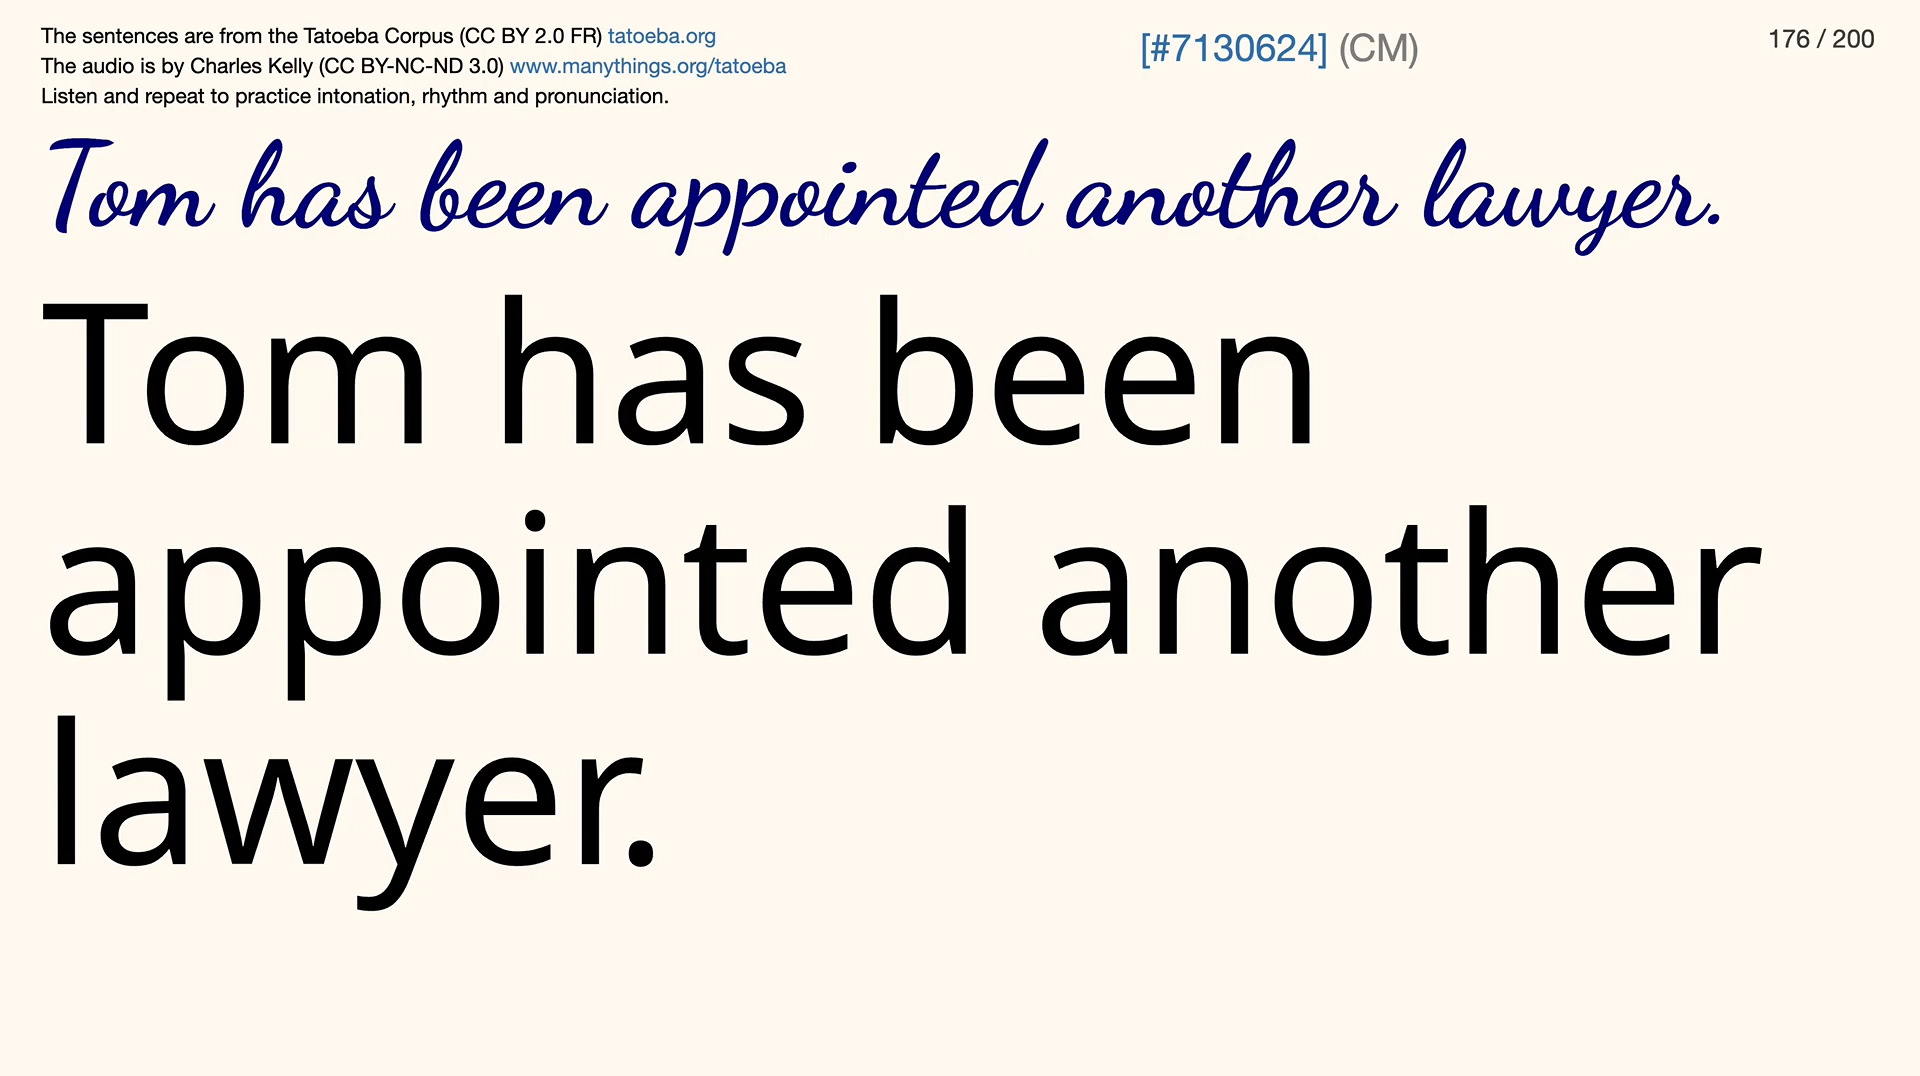 The sentences are from the Tatoeba Corpus (CC BY 2.0 FR) tatoeba.org
The audio is by Charles Kelly (CC BY-NC-ND 3.0) www.manythings.org/tatoeba
Listen and repeat to practice intonation, rhythm and pronunciation.
[#7130624] (CM)
176 / 200
Tom has been appointed another lawyer.
Tom has been
appointed another
lawyer.